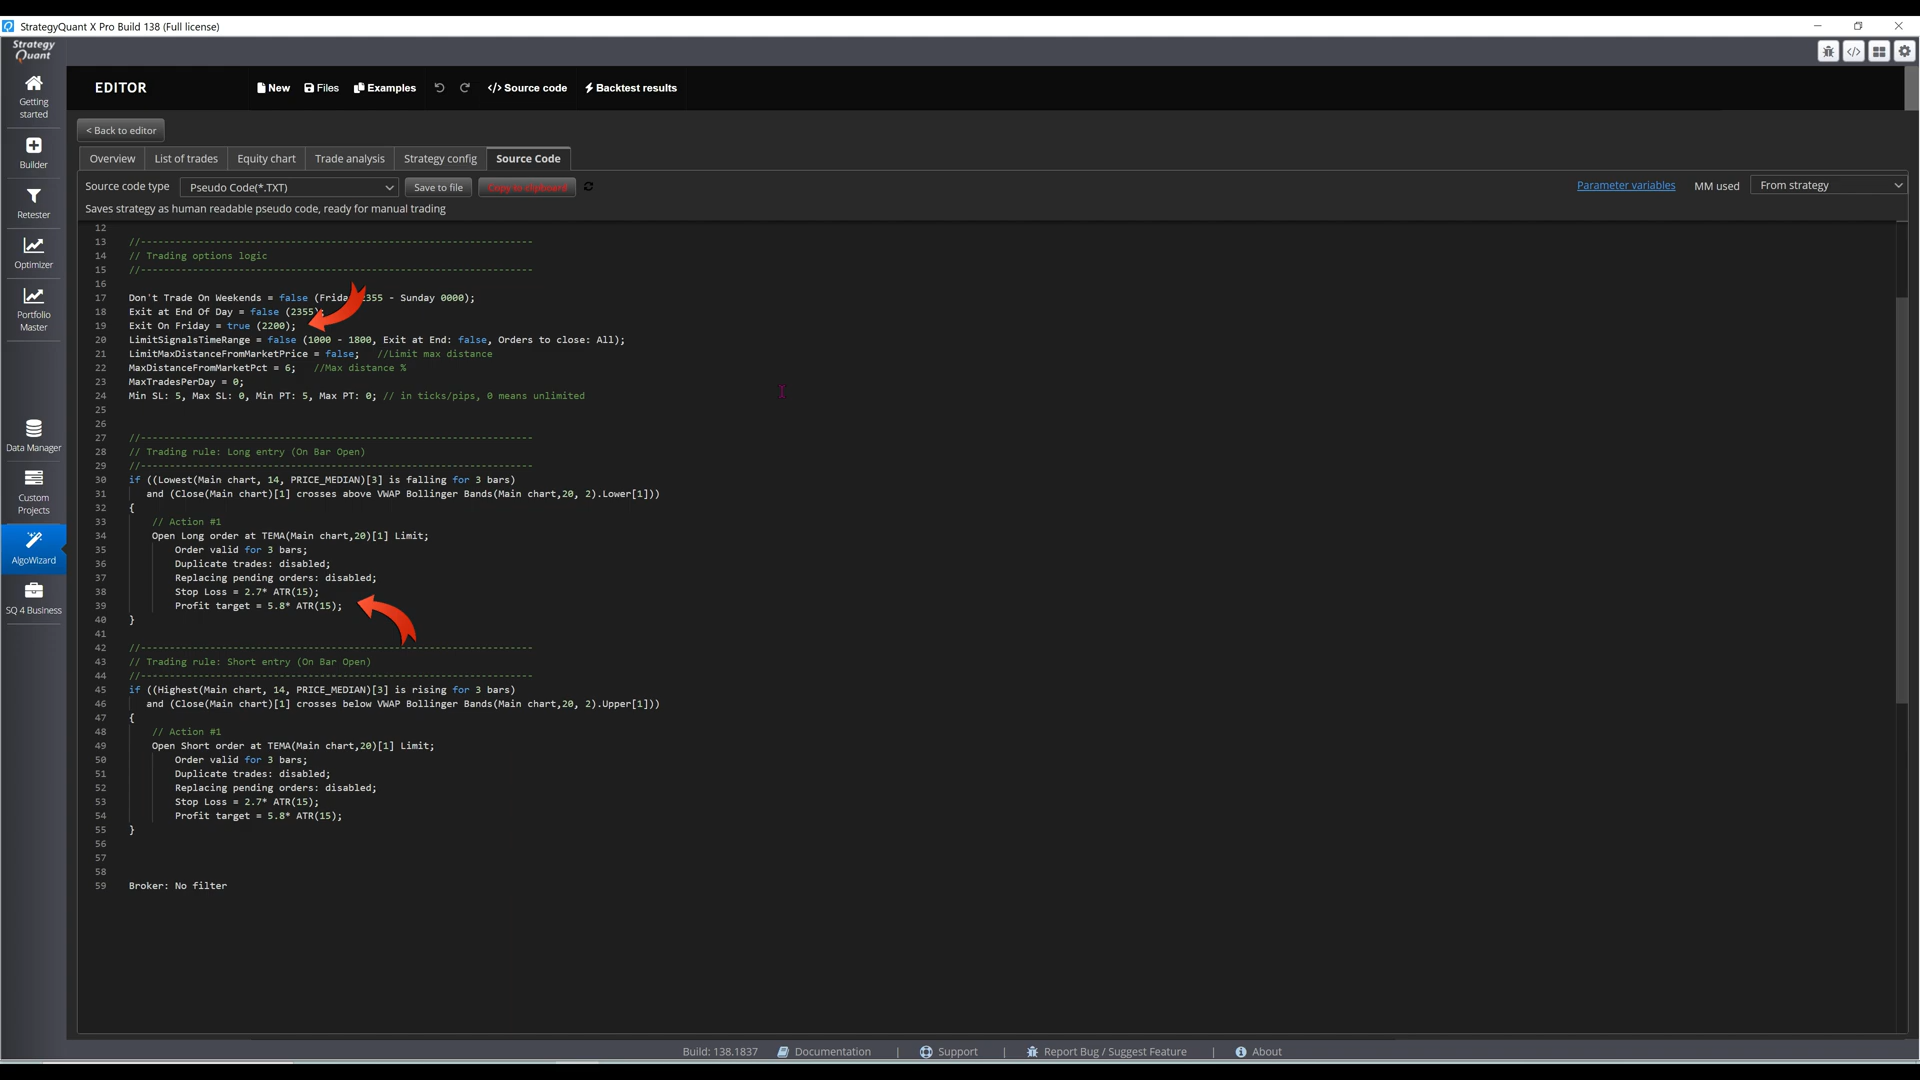 StrategyQuant X Pro Build 138 (Full license)
Strategy
Quant
EDITOR
New
Files
Examples
</> Source code
Backtest results
Getting
started
Builder
Retester
Optimizer
Portfolio
Master
Data Manager
Custom
Projects
AlgoWizard
SQ 4 Business
< Back to editor
Overview
List of trades
Equity chart
Trade analysis
Strategy config
Source Code
Source code type
Pseudo Code(*.TXT)
Save to file
Copy to clipboard
Parameter variables
MM used
From strategy
Saves strategy as human readable pseudo code, ready for manual trading
12
13 //--------------------------------------------------------------------
14 // Trading options logic
15 //--------------------------------------------------------------------
16
17 Don't Trade On Weekends = false (Frida 355 - Sunday 0000);
18 Exit at End Of Day = false (2355);
19 Exit On Friday = true (2200);
20 LimitSignalsTimeRange = false (1000 - 1800, Exit at End: false, Orders to close: All);
21 LimitMaxDistanceFromMarketPrice = false;   //Limit max distance
22 MaxDistanceFromMarketPct = 6;   //Max distance %
23 MaxTradesPerDay = 0;
24 Min SL: 5, Max SL: 0, Min PT: 5, Max PT: 0; // in ticks/pips, 0 means unlimited
25
26
27 //--------------------------------------------------------------------
28 // Trading rule: Long entry (On Bar Open)
29 //--------------------------------------------------------------------
30 if ((Lowest(Main chart, 14, PRICE_MEDIAN)[3] is falling for 3 bars)
31    and (Close(Main chart)[1] crosses above VWAP Bollinger Bands(Main chart,20, 2).Lower[1]))
32 {
33     // Action #1
34     Open Long order at TEMA(Main chart,20)[1] Limit;
35         Order valid for 3 bars;
36         Duplicate trades: disabled;
37         Replacing pending orders: disabled;
38         Stop Loss = 2.7* ATR(15);
39         Profit target = 5.8* ATR(15);
40 }
41
42 //--------------------------------------------------------------------
43 // Trading rule: Short entry (On Bar Open)
44 //--------------------------------------------------------------------
45 if ((Highest(Main chart, 14, PRICE_MEDIAN)[3] is rising for 3 bars)
46    and (Close(Main chart)[1] crosses below VWAP Bollinger Bands(Main chart,20, 2).Upper[1]))
47 {
48     // Action #1
49     Open Short order at TEMA(Main chart,20)[1] Limit;
50         Order valid for 3 bars;
51         Duplicate trades: disabled;
52         Replacing pending orders: disabled;
53         Stop Loss = 2.7* ATR(15);
54         Profit target = 5.8* ATR(15);
55 }
56
57
58
59 Broker: No filter
Build: 138.1837
Documentation
|
Support
|
Report Bug / Suggest Feature
|
About